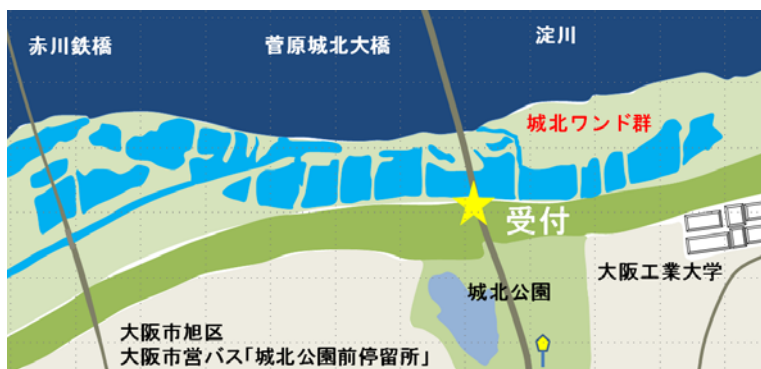 赤川鉄橋
菅原城北大橋
淀川
城北ワンド群
受付
大阪工業大学
城北公園
大阪市旭区
大阪市営バス「城北公園前停留所」